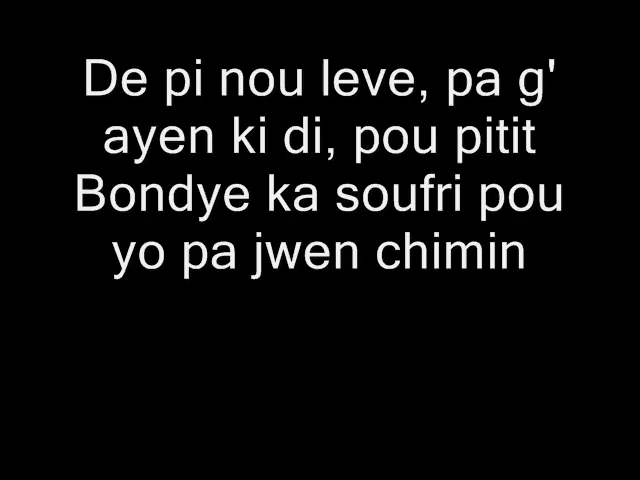 De pi nou leve, pa g'
ayen ki di, pou pitit
Bondye ka soufri pou
yo pa jwen chimin